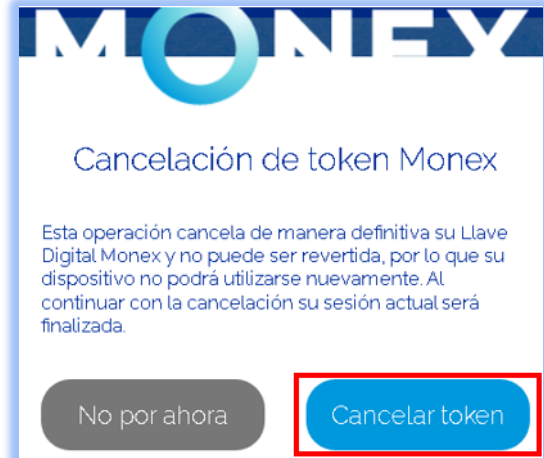 MONEX
Cancelación de token Monex
Esta operación cancela de manera definitiva su Llave
Digital Monex y no puede ser revertida, por lo que su
dispositivo no podrá utilizarse nuevamente. Al
continuar con la cancelación su sesión actual será
finalizada.
No por ahora
Cancelar token